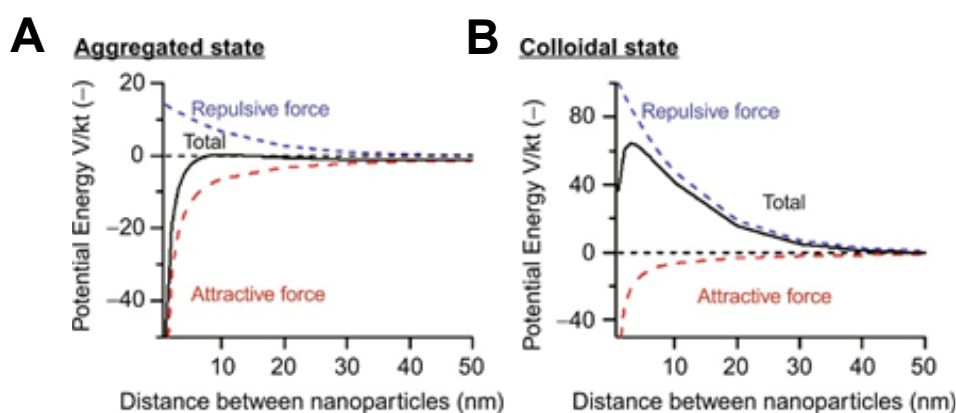 A
Aggregated state
Potential Energy V/kt (–)
20
0
–20
–40
Repulsive force
Total
Attractive force
10 20 30 40 50
Distance between nanoparticles (nm)
B
Colloidal state
Potential Energy V/kt (–)
80
40
0
–40
Repulsive force
Total
Attractive force
10 20 30 40 50
Distance between nanoparticles (nm)